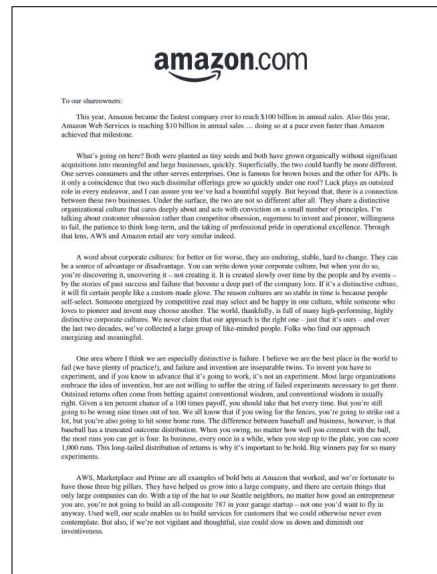 amazon.com
To our shareowners:
This year, Amazon became the fastest company ever to reach $100 billion in annual sales. Also this year,
Amazon Web Services is reaching $10 billion in annual sales … doing so at a pace even faster than Amazon
achieved that milestone.
What's going on here? Both were planted as tiny seeds and both have grown organically without significant
acquisitions into meaningful and large businesses, quickly. Superficially, the two could hardly be more different.
One serves consumers and the other serves enterprises. One is famous for brown boxes and the other for APIs. Is
it only a coincidence that two such dissimilar offerings grew so quickly under one roof? Luck plays an outsized
role in every endeavor, and I can assure you we've had a bountiful supply. But beyond that, there is a connection
between these two businesses. Under the surface, the two are not so different after all. They share a distinctive
organizational culture that cares deeply about and acts with conviction on a small number of principles. I'm
talking about customer obsession rather than competitor obsession, eagerness to invent and pioneer, willingness
to fail, the patience to think long-term, and the taking of professional pride in operational excellence. Through
that lens, AWS and Amazon retail are very similar indeed.
A word about corporate cultures: for better or for worse, they are enduring, stable, hard to change. They can
be a source of advantage or disadvantage. You can write down your corporate culture, but when you do so,
you're discovering it, uncovering it – not creating it. It is created slowly over time by the people and by events –
by the stories of past success and failure that become a deep part of the company lore. If it's a distinctive culture,
it will fit certain people like a custom-made glove. The reason cultures are so stable in time is because people
self-select. Someone energized by competitive zeal may select and be happy in one culture, while someone who
loves to pioneer and invent may choose another. The world, thankfully, is full of many high-performing, highly
distinctive corporate cultures. We never claim that our approach is the right one – just that it's ours – and over
the last two decades, we've collected a large group of like-minded people. Folks who find our approach
energizing and meaningful.
One area where I think we are especially distinctive is failure. I believe we are the best place in the world to
fail (we have plenty of practice!), and failure and invention are inseparable twins. To invent you have to
experiment, and if you know in advance that it's going to work, it's not an experiment. Most large organizations
embrace the idea of invention, but are not willing to suffer the string of failed experiments necessary to get there.
Outsized returns often come from betting against conventional wisdom, and conventional wisdom is usually
right. Given a ten percent chance of a 100 times payoff, you should take that bet every time. But you're still
going to be wrong nine times out of ten. We all know that if you swing for the fences, you're going to strike out a
lot, but you're also going to hit some home runs. The difference between baseball and business, however, is that
baseball has a truncated outcome distribution. When you swing, no matter how well you connect with the ball,
the most runs you can get is four. In business, every once in a while, when you step up to the plate, you can score
1,000 runs. This long-tailed distribution of returns is why it's important to be bold. Big winners pay for so many
experiments.
AWS, Marketplace and Prime are all examples of bold bets at Amazon that worked, and we're fortunate to
have those three big pillars. They have helped us grow into a large company, and there are certain things that
only large companies can do. With a tip of the hat to our Seattle neighbors, no matter how good an entrepreneur
you are, you're not going to build an all-composite 787 in your garage startup – not one you'd want to fly in
anyway. Used well, our scale enables us to build services for customers that we could otherwise never even
contemplate. But also, if we're not vigilant and thoughtful, size could slow us down and diminish our
inventiveness.